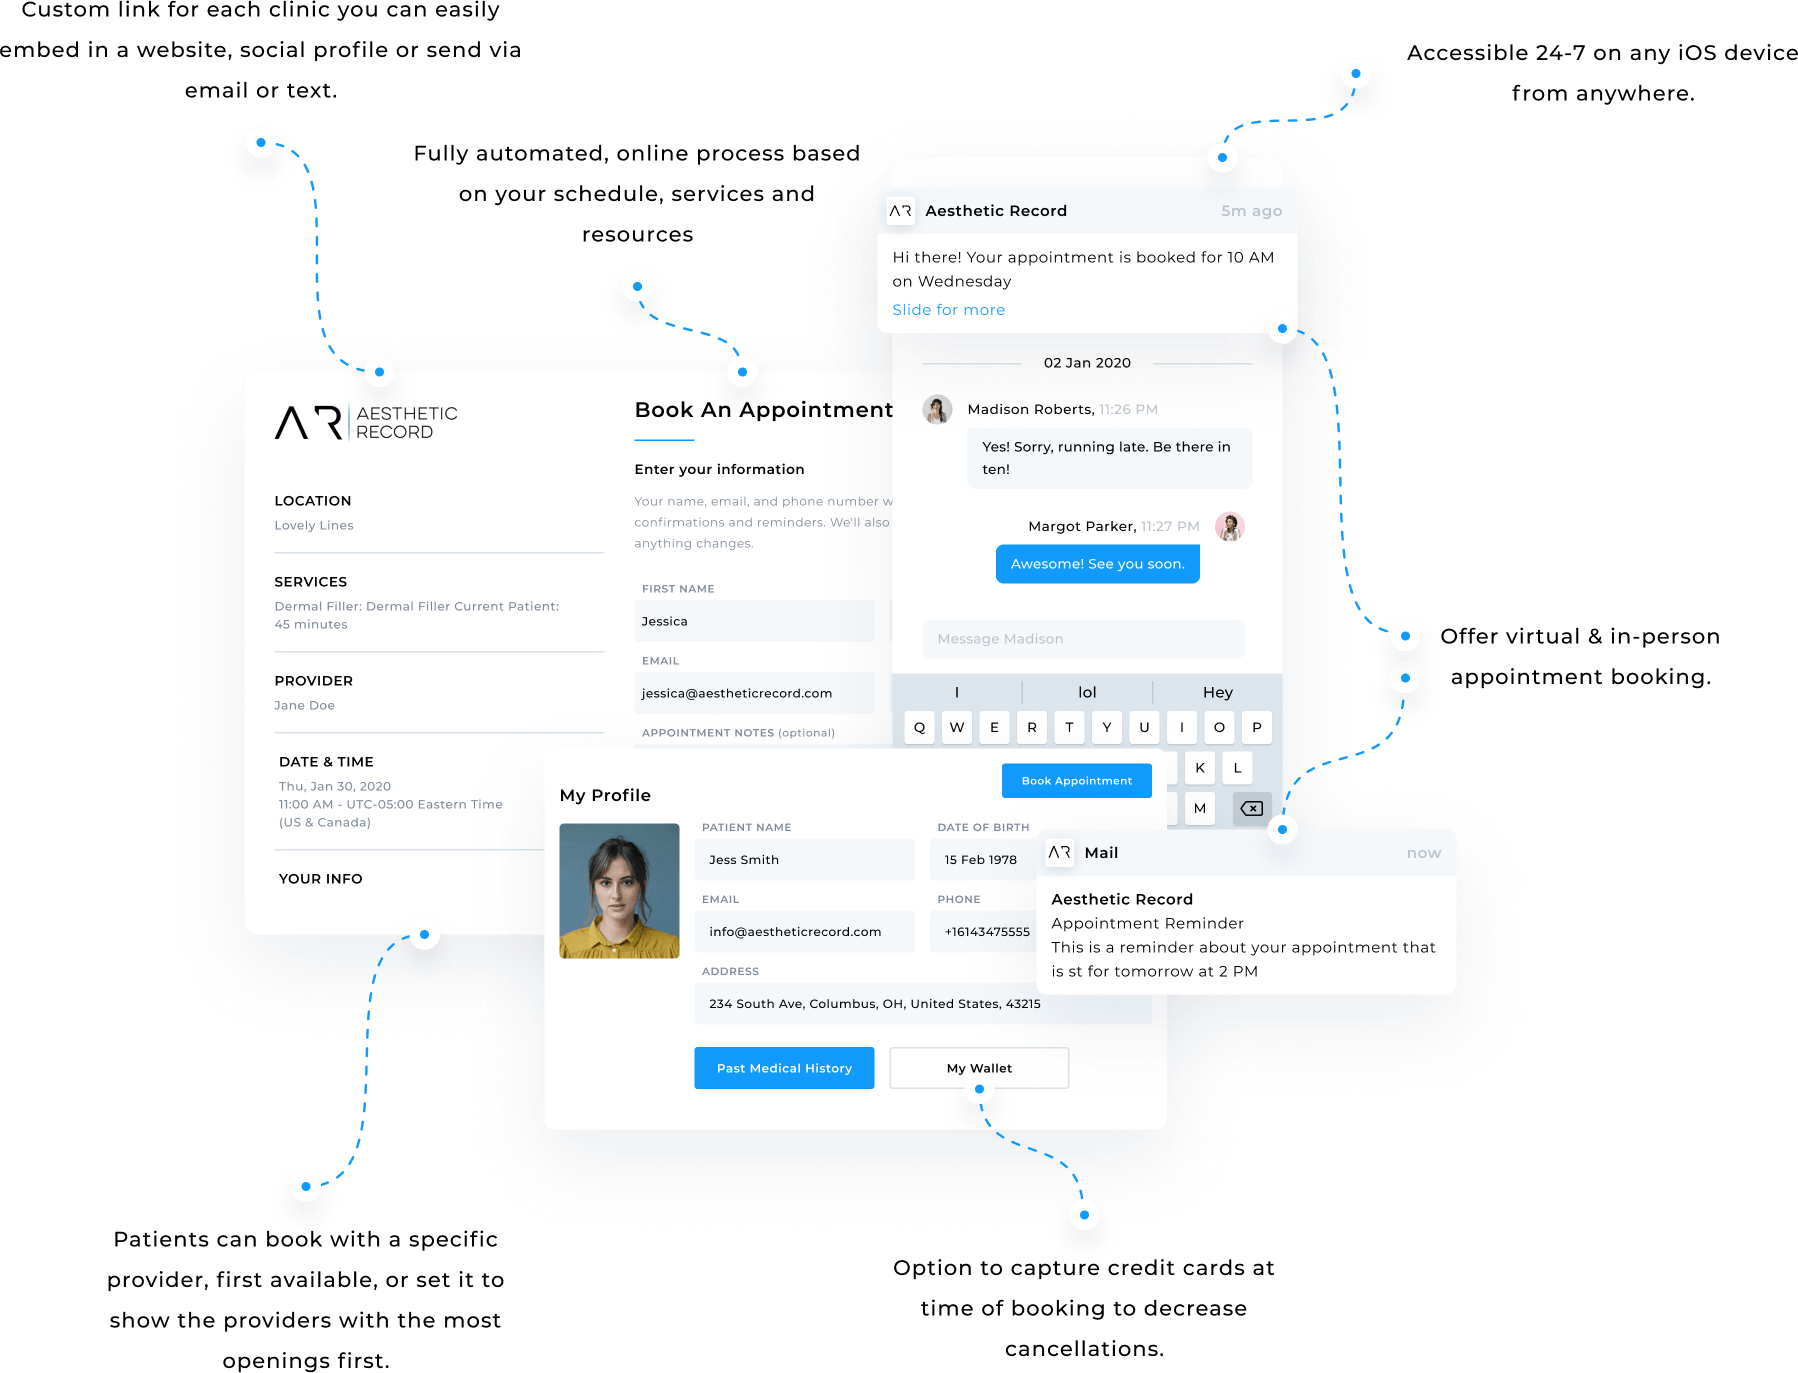 Custom link for each clinic you can easily
embed in a website, social profile or send via
email or text.
Accessible 24-7 on any iOS device
from anywhere.
Fully automated, online process based
on your schedule, services and
resources
AR Aesthetic Record 5m ago
Hi there! Your appointment is booked for 10 AM
on Wednesday
Slide for more
02 Jan 2020
Madison Roberts, 11:26 PM
Yes! Sorry, running late. Be there in
ten!
Margot Parker, 11:27 PM
Awesome! See you soon.
Message Madison
I lol Hey
Q W E R T Y U I O P
K L
M
AR AESTHETIC
RECORD
LOCATION
Lovely Lines
SERVICES
Dermal Filler: Dermal Filler Current Patient:
45 minutes
PROVIDER
Jane Doe
DATE & TIME
Thu, Jan 30, 2020
11:00 AM - UTC-05:00 Eastern Time
(US & Canada)
YOUR INFO
Book An Appointment
Enter your information
Your name, email, and phone number w
confirmations and reminders. We'll also
anything changes.
FIRST NAME
Jessica
EMAIL
jessica@aestheticrecord.com
APPOINTMENT NOTES (optional)
Offer virtual & in-person
appointment booking.
My Profile
Book Appointment
PATIENT NAME
Jess Smith
DATE OF BIRTH
15 Feb 1978
EMAIL
info@aestheticrecord.com
PHONE
+16143475555
ADDRESS
234 South Ave, Columbus, OH, United States, 43215
Past Medical History
My Wallet
AR Mail now
Aesthetic Record
Appointment Reminder
This is a reminder about your appointment that
is st for tomorrow at 2 PM
Patients can book with a specific
provider, first available, or set it to
show the providers with the most
openings first.
Option to capture credit cards at
time of booking to decrease
cancellations.